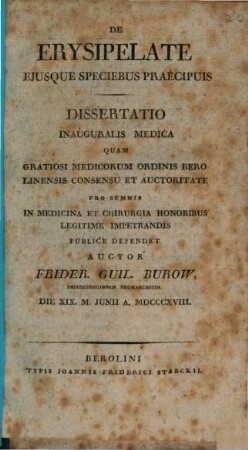 DE
ERYSIPELATE
EJUSQUE SPECIEBUS PRAECIPUIS
DISSERTATIO
INAUGURALIS MEDICA
QUAM
GRATIOSI MEDICORUM ORDINIS BERO
LINENSIS CONSENSU ET AUCTORITATE
PRO SUMMIS
IN MEDICINA ET CHIRURGIA HONORIBUS
LEGITIME IMPETRANDIS
PUBLICE DEFENDET
AUCTOR
FRIDER. GUIL. BUROW,
DIE XIX. M. JUNII A. MDCCCXVIII.
BEROLINI
TYPIS JOANNIS FRIDERICI STARCKII.